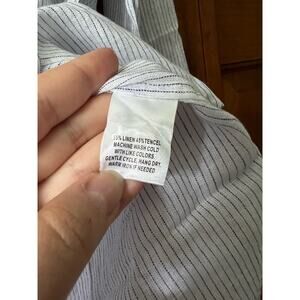 55% LINEN 45%TENCEL
MACHINE WASH COLD
WITH LIKE COLORS
GENTLE CYCLE, HANG DRY
WARM IRON IF NEEDED